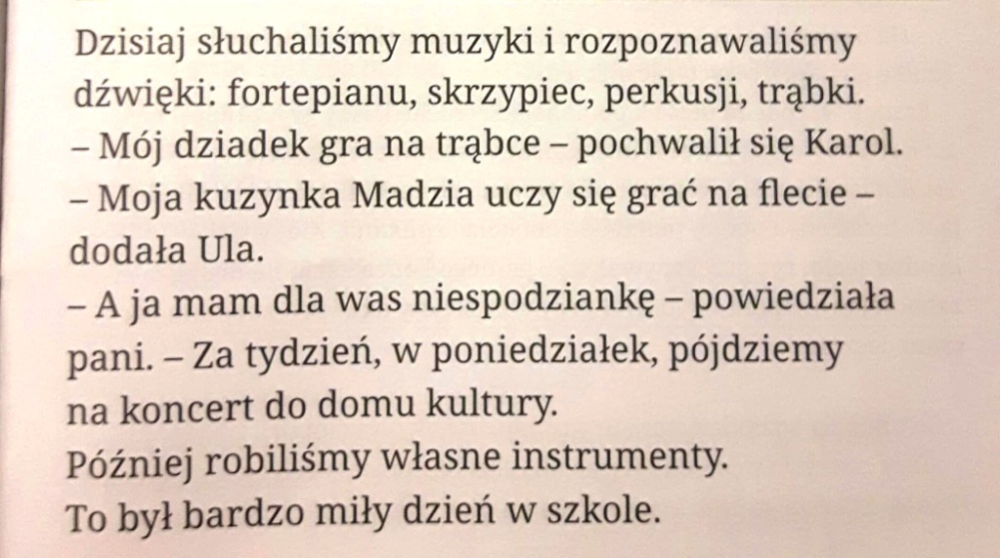 Dzisiaj słuchaliśmy muzyki i rozpoznawaliśmy
dźwięki: fortepianu, skrzypiec, perkusji, trąbki.
– Mój dziadek gra na trąbce – pochwalił się Karol.
– Moja kuzynka Madzia uczy się grać na flecie –
dodała Ula.
– A ja mam dla was niespodziankę – powiedziała
pani. – Za tydzień, w poniedziałek, pójdziemy
na koncert do domu kultury.
Później robiliśmy własne instrumenty.
To był bardzo miły dzień w szkole.